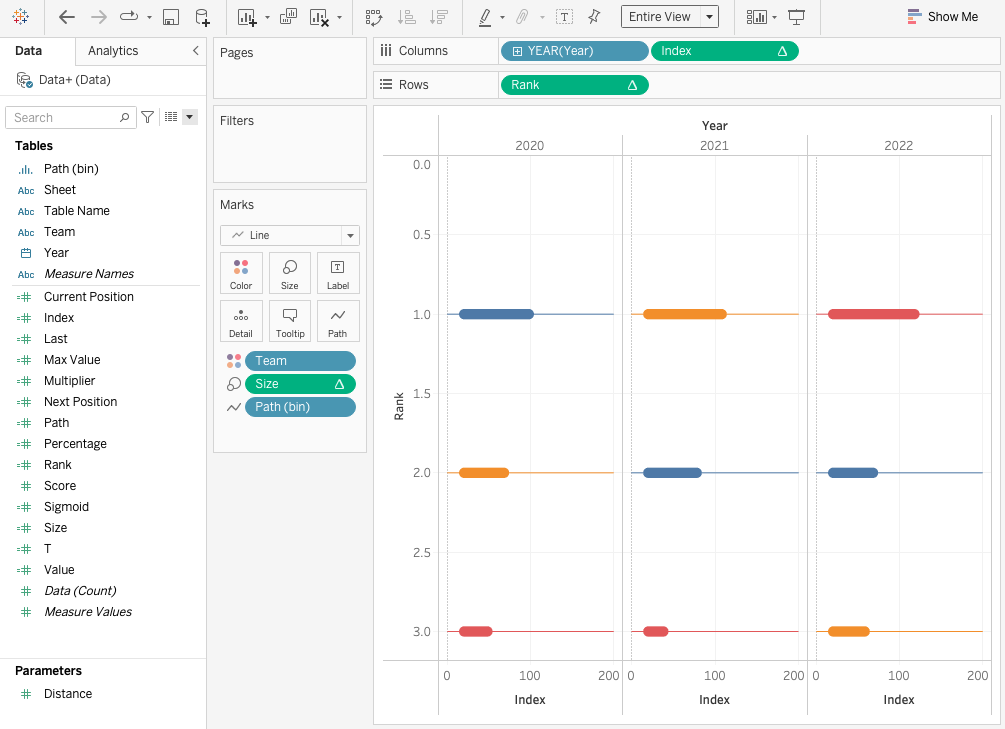 Entire View
Show Me
Data
Analytics
Data+ (Data)
Search
Tables
Path (bin)
Abc Sheet
Abc Table Name
Abc Team
Year
Abc Measure Names
Current Position
Index
Last
Max Value
Multiplier
Next Position
Path
Percentage
Rank
Score
Sigmoid
Size
T
Value
Data (Count)
Measure Values
Parameters
Distance
Pages
Filters
Marks
Line
Color Size Label
Detail Tooltip Path
Team
Size
Path (bin)
Columns YEAR(Year) Index
Rows Rank
Year
2020 2021 2022
0.0
0.5
1.0
1.5
2.0
2.5
3.0
Rank
0 100 200 0 100 200 0 100 200
Index Index Index